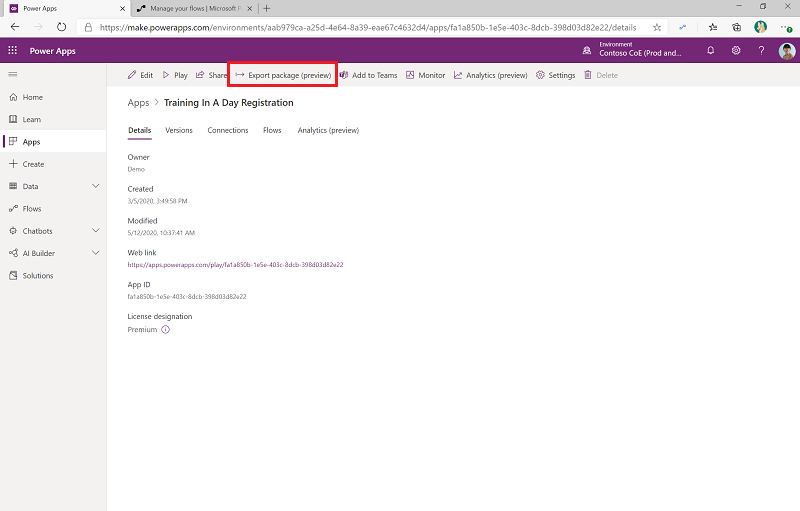 Power Apps
Manage your flows | Microsoft P
https://make.powerapps.com/environments/aab979ca-a25d-4e64-8a39-eae67c4632d4/apps/fa1a850b-1e5e-403c-8dcb-398d03d82e22/details
Power Apps
Environment
Contoso CoE (Prod and...
Edit Play Share Export package (preview) Add to Teams Monitor Analytics (preview) Settings Delete
Home
Learn
Apps
Create
Data
Flows
Chatbots
AI Builder
Solutions
Apps > Training In A Day Registration
Details Versions Connections Flows Analytics (preview)
Owner
Demo
Created
3/5/2020, 3:49:58 PM
Modified
5/12/2020, 10:37:41 AM
Web link
https://apps.powerapps.com/play/fa1a850b-1e5e-403c-8dcb-398d03d82e22
App ID
fa1a850b-1e5e-403c-8dcb-398d03d82e22
License designation
Premium